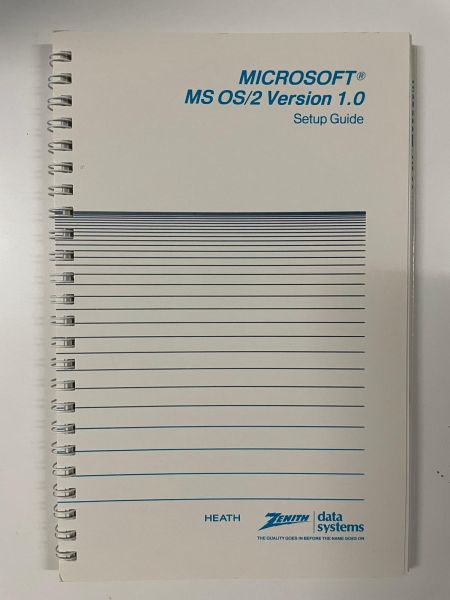 MICROSOFT®
MS OS/2 Version 1.0
Setup Guide
HEATH
ZENITH data systems
THE QUALITY GOES IN BEFORE THE NAME GOES ON